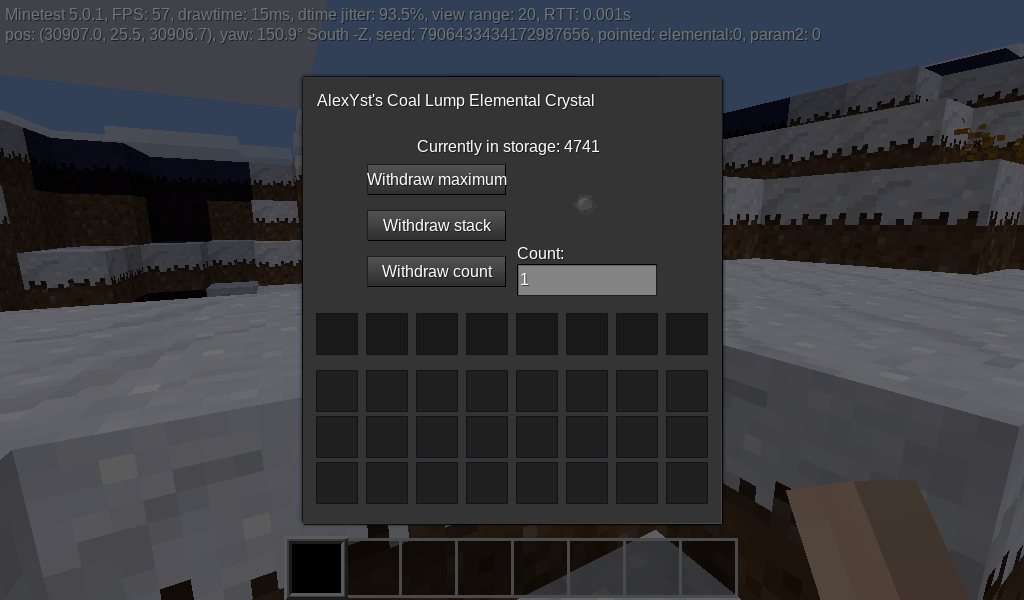 Minetest 5.0.1, FPS: 57, drawtime: 15ms, dtime jitter: 93.5%, view range: 20, RTT: 0.001s
pos: (30907.0, 25.5, 30906.7), yaw: 150.9° South -Z, seed: 7906433434172987656, pointed: elemental:0, param2: 0
AlexYst's Coal Lump Elemental Crystal
Currently in storage: 4741
Withdraw maximum
Withdraw stack
Count:
Withdraw count
1